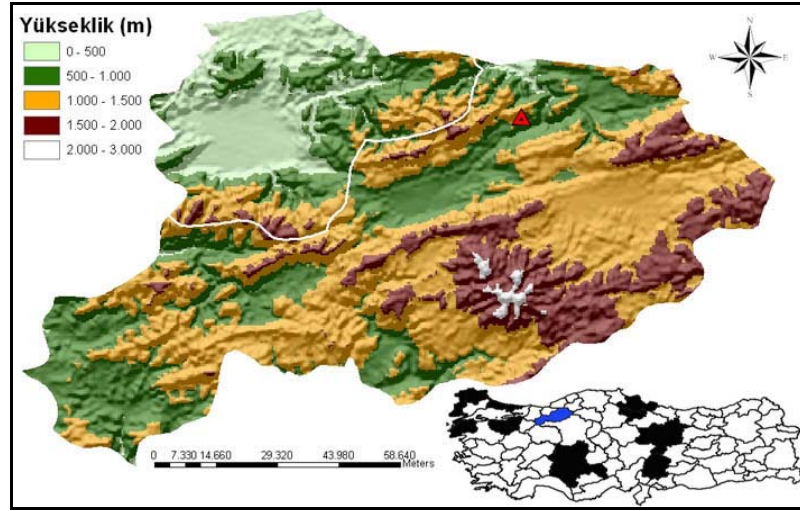 Yükseklik (m)
0 - 500
500 - 1.000
1.000 - 1.500
1.500 - 2.000
2.000 - 3.000
N
W
E
S
0 7.330 14.660 29.320 43.980 58.640
Meters